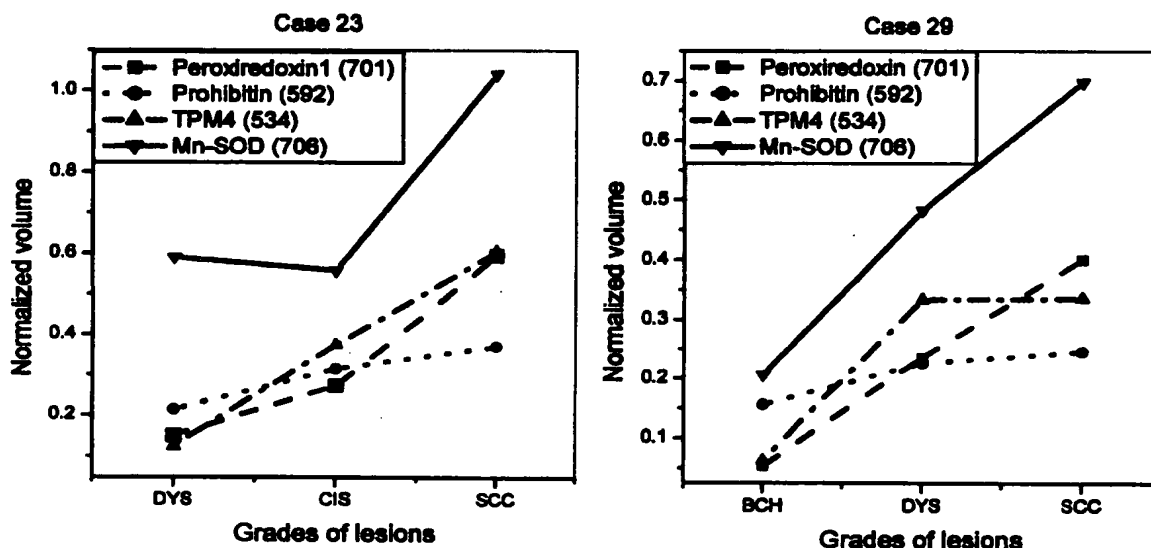 Case 23
Peroxiredoxin1 (701)
Prohibitin (592)
TPM4 (534)
Mn-SOD (706)
1.0
0.8
0.6
0.4
0.2
Normalized volume
DYS CIS SCC
Grades of lesions
Case 29
Peroxiredoxin (701)
Prohibitin (592)
TPM4 (534)
Mn-SOD (706)
0.7
0.6
0.5
0.4
0.3
0.2
0.1
Normalized volume
BCH DYS SCC
Grades of lesions